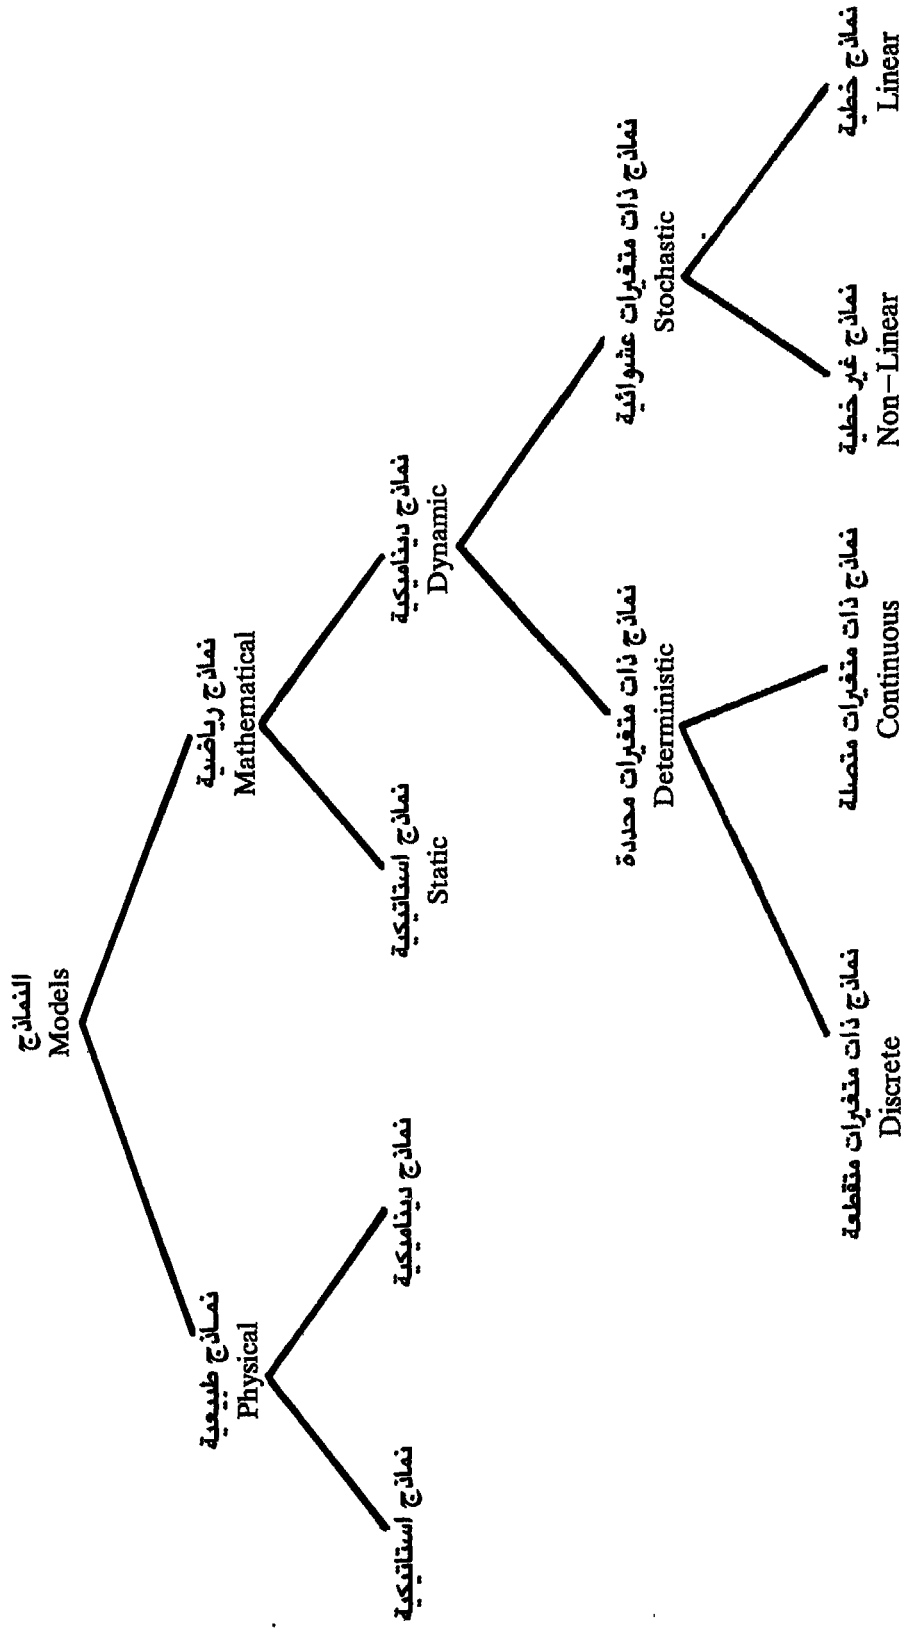 النماذج
Models
نماذج طبيعية
Physical
نماذج رياضية
Mathematical
نماذج استاتيكية
نماذج ديناميكية
نماذج استاتيكية
Static
نماذج ديناميكية
Dynamic
نماذج ذات متغيرات محددة
Deterministic
نماذج ذات متغيرات عشوائية
Stochastic
نماذج ذات متغيرات متقطعة
Discrete
نماذج ذات متغيرات متصلة
Continuous
نماذج غير خطية
Non-Linear
نماذج خطية
Linear